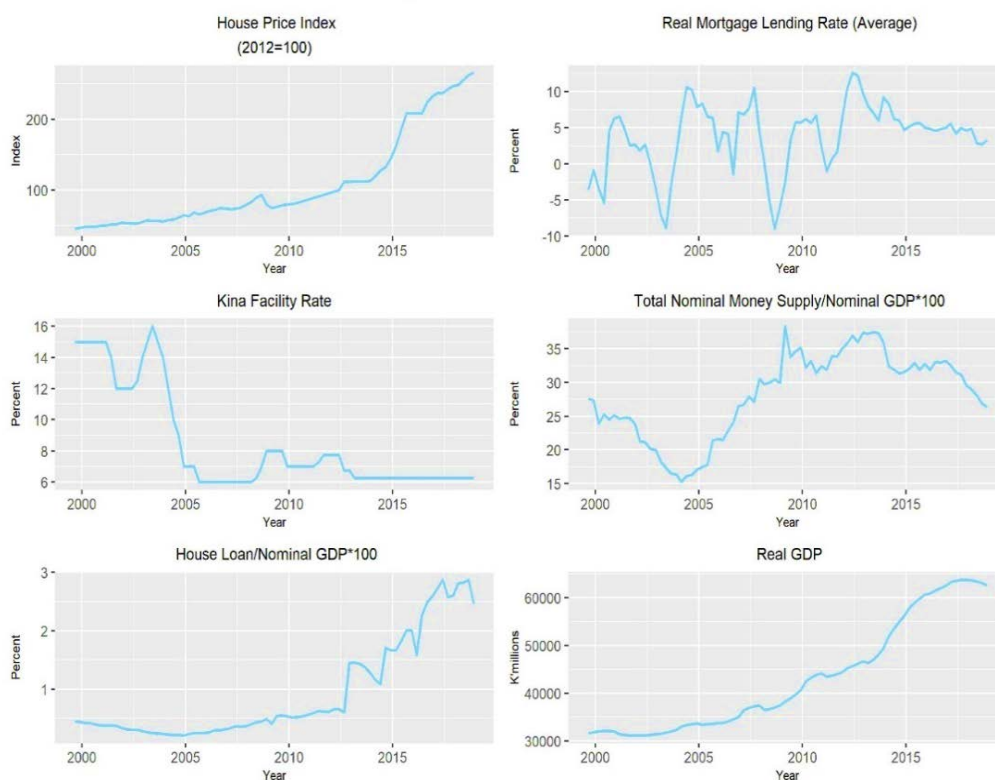 House Price Index
(2012=100)
Index
200
100
2000 2005 2010 2015
Year
Real Mortgage Lending Rate (Average)
Percent
10
5
0
-5
-10
2000 2005 2010 2015
Year
Kina Facility Rate
Percent
16
14
12
10
8
6
2000 2005 2010 2015
Year
Total Nominal Money Supply/Nominal GDP*100
Percent
35
30
25
20
15
2000 2005 2010 2015
Year
House Loan/Nominal GDP*100
Percent
3
2
1
2000 2005 2010 2015
Year
Real GDP
K'millions
60000
50000
40000
30000
2000 2005 2010 2015
Year